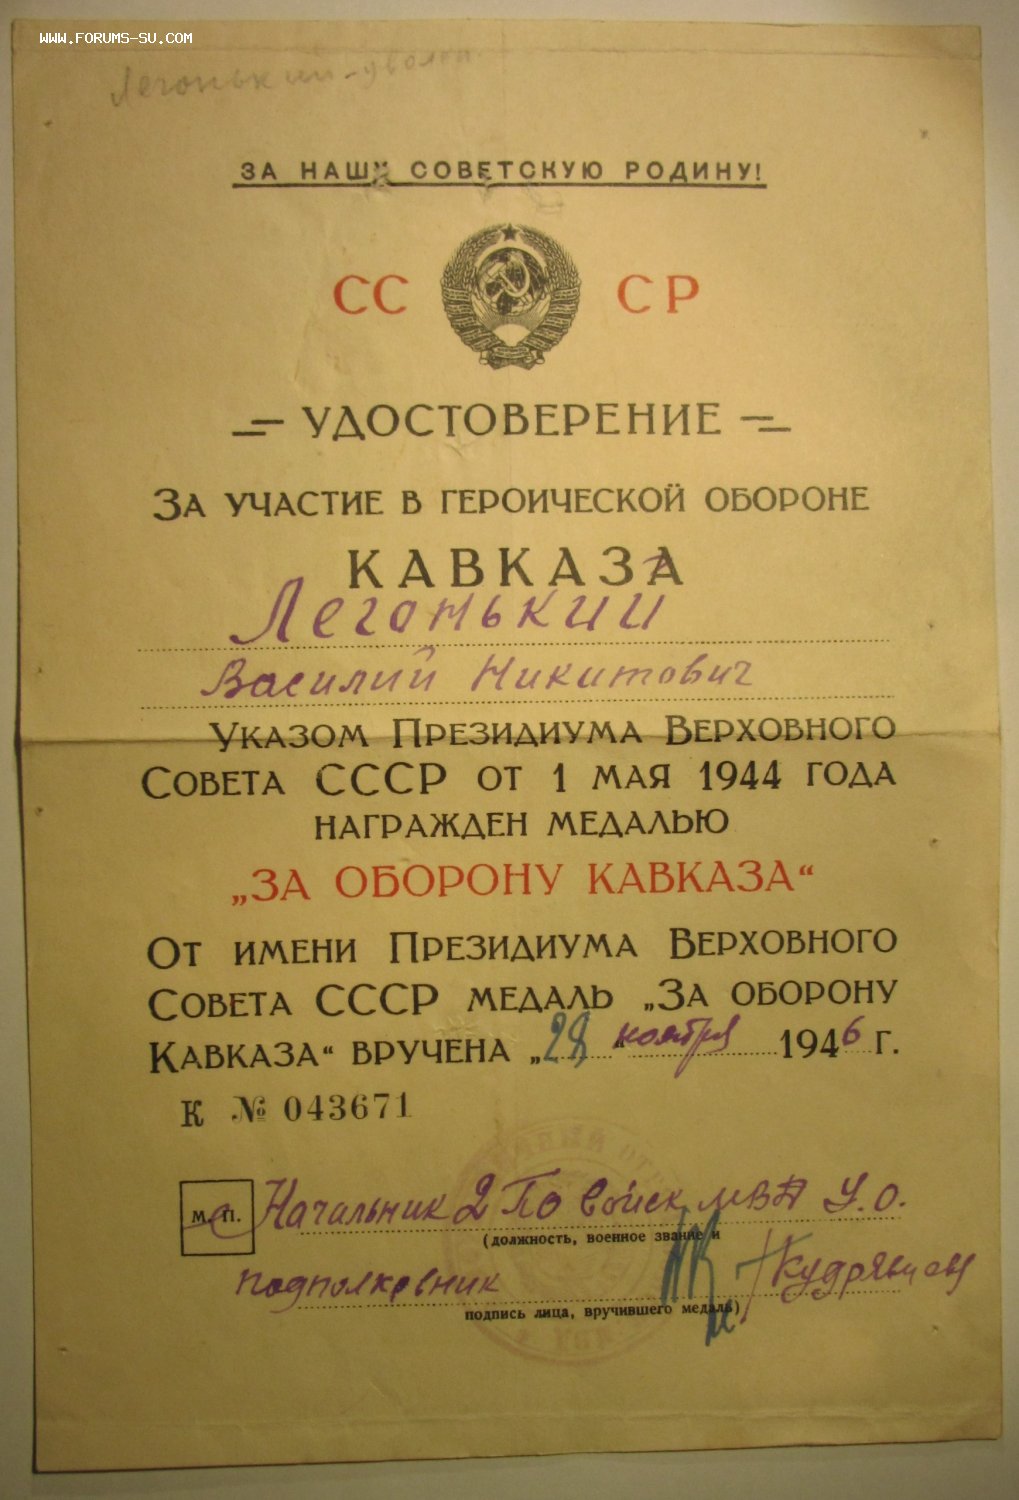 WWW.FORUMS-SU.COM
Легонький-уволен
ЗА НАШУ СОВЕТСКУЮ РОДИНУ!
СС СР
УДОСТОВЕРЕНИЕ
ЗА УЧАСТИЕ В ГЕРОИЧЕСКОЙ ОБОРОНЕ
КАВКАЗА
Легонький
Василий Никитович
УКАЗОМ ПРЕЗИДИУМА ВЕРХОВНОГО
СОВЕТА СССР ОТ 1 МАЯ 1944 ГОДА
НАГРАЖДЕН МЕДАЛЬЮ
„ЗА ОБОРОНУ КАВКАЗА“
ОТ ИМЕНИ ПРЕЗИДИУМА ВЕРХОВНОГО
СОВЕТА СССР МЕДАЛЬ „ЗА ОБОРОНУ
КАВКАЗА“ ВРУЧЕНА „28“ ноября 1946 Г.
К № 043671
М. П. Начальник 2 По Войск МВД У.О.
(должность, военное звание и
подполковник Кудрявцев
подпись лица, вручившего медаль)